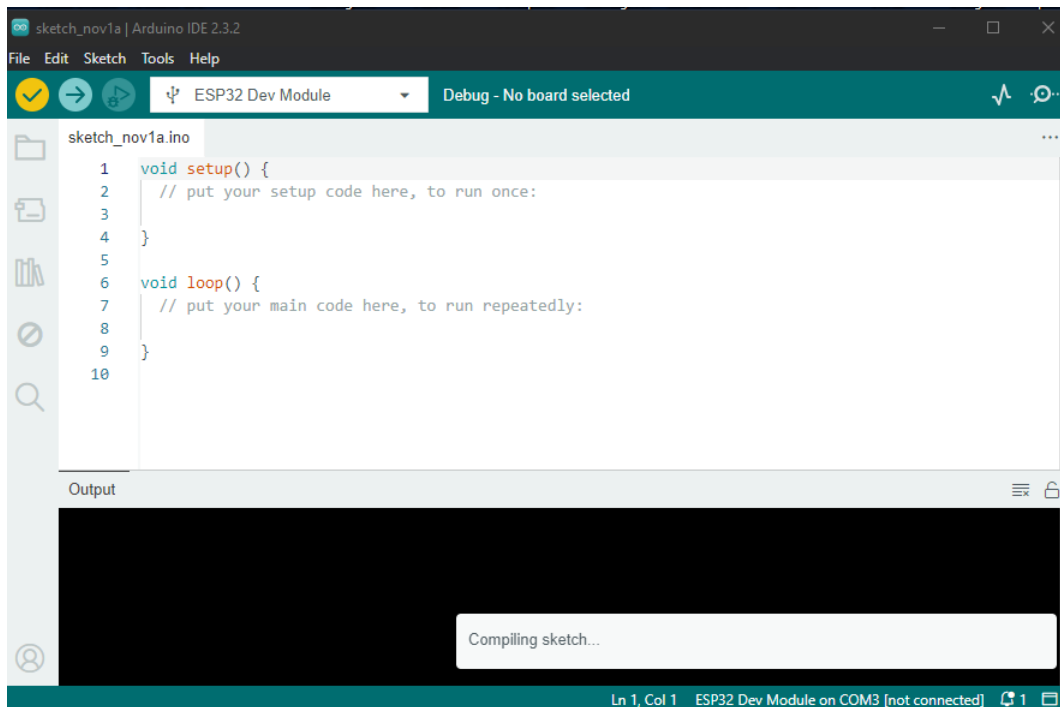 sketch_nov1a | Arduino IDE 2.3.2
File Edit Sketch Tools Help
ESP32 Dev Module Debug - No board selected
sketch_nov1a.ino
1 void setup() {
2 // put your setup code here, to run once:
3
4 }
5
6 void loop() {
7 // put your main code here, to run repeatedly:
8
9 }
10
Output
Compiling sketch...
Ln 1, Col 1 ESP32 Dev Module on COM3 [not connected] 1